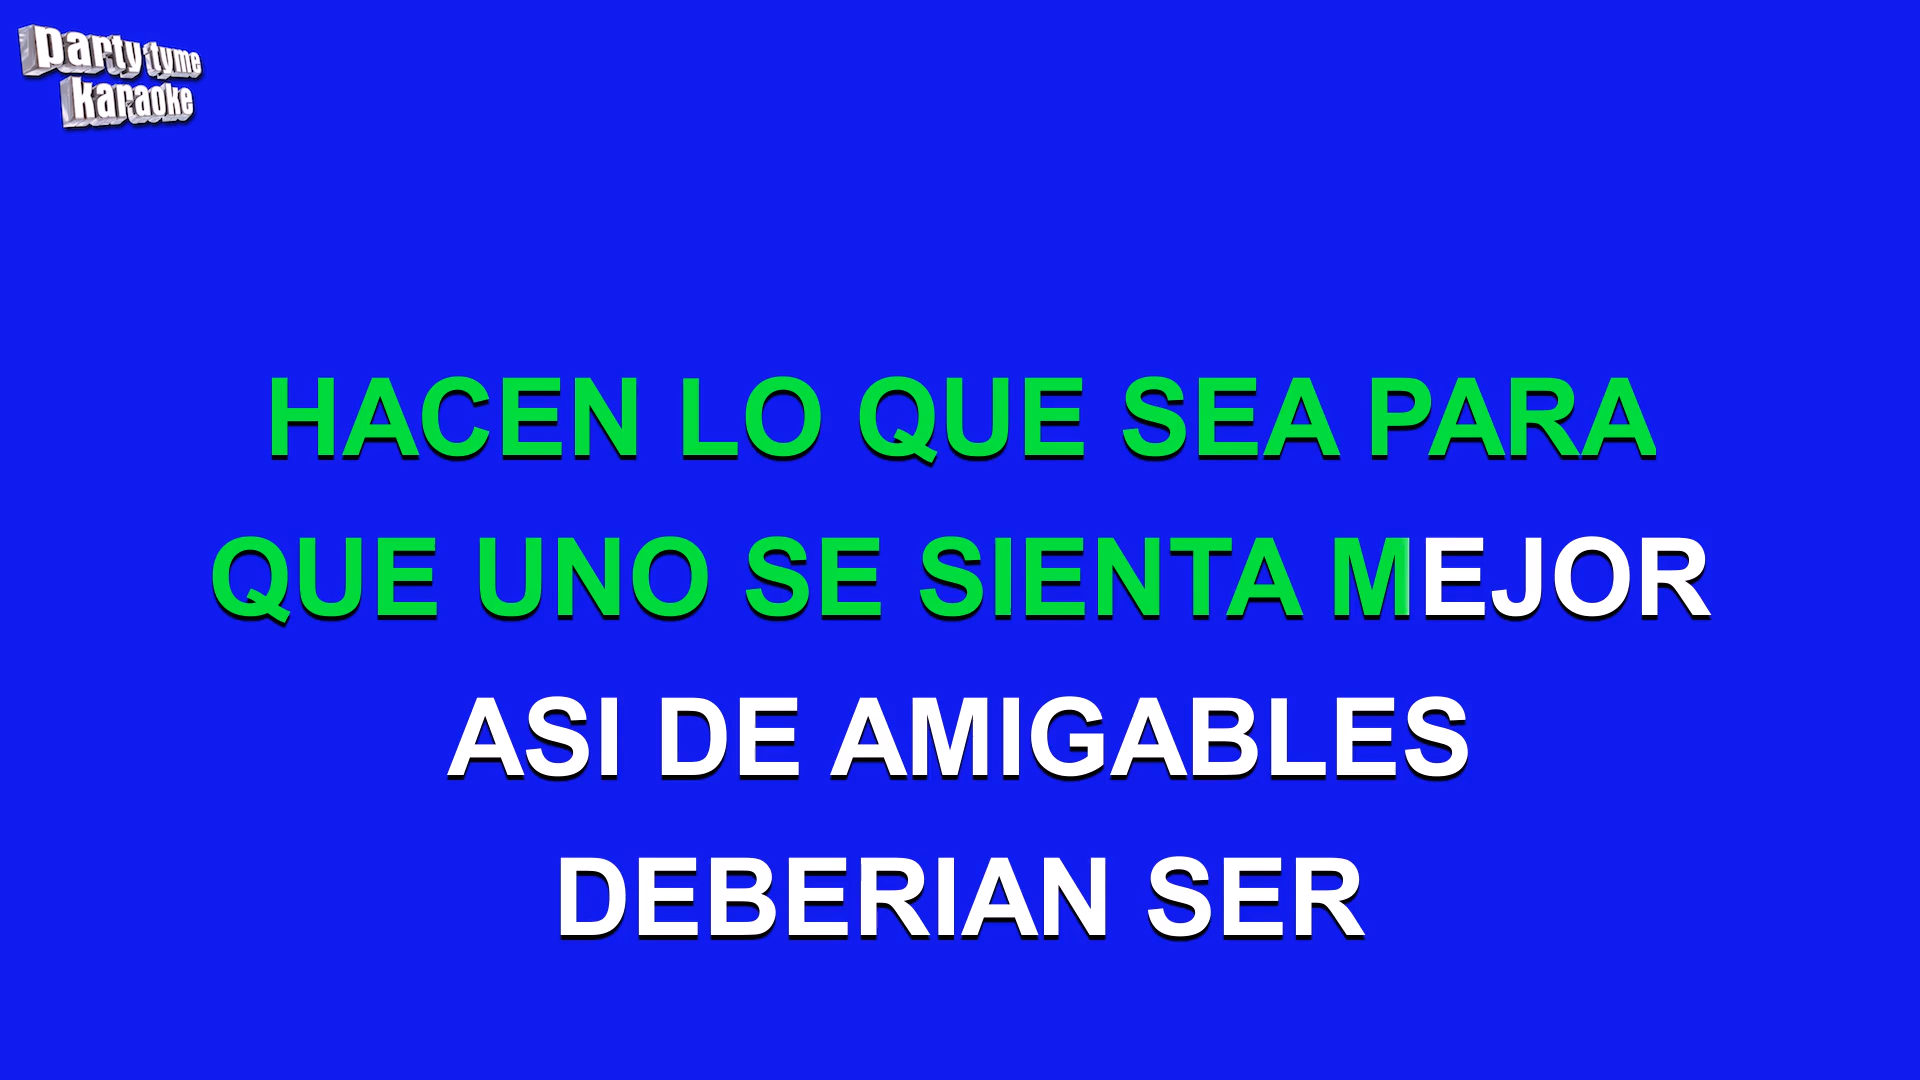 party tyme
karaoke
HACEN LO QUE SEA PARA
QUE UNO SE SIENTA MEJOR
ASI DE AMIGABLES
DEBERIAN SER